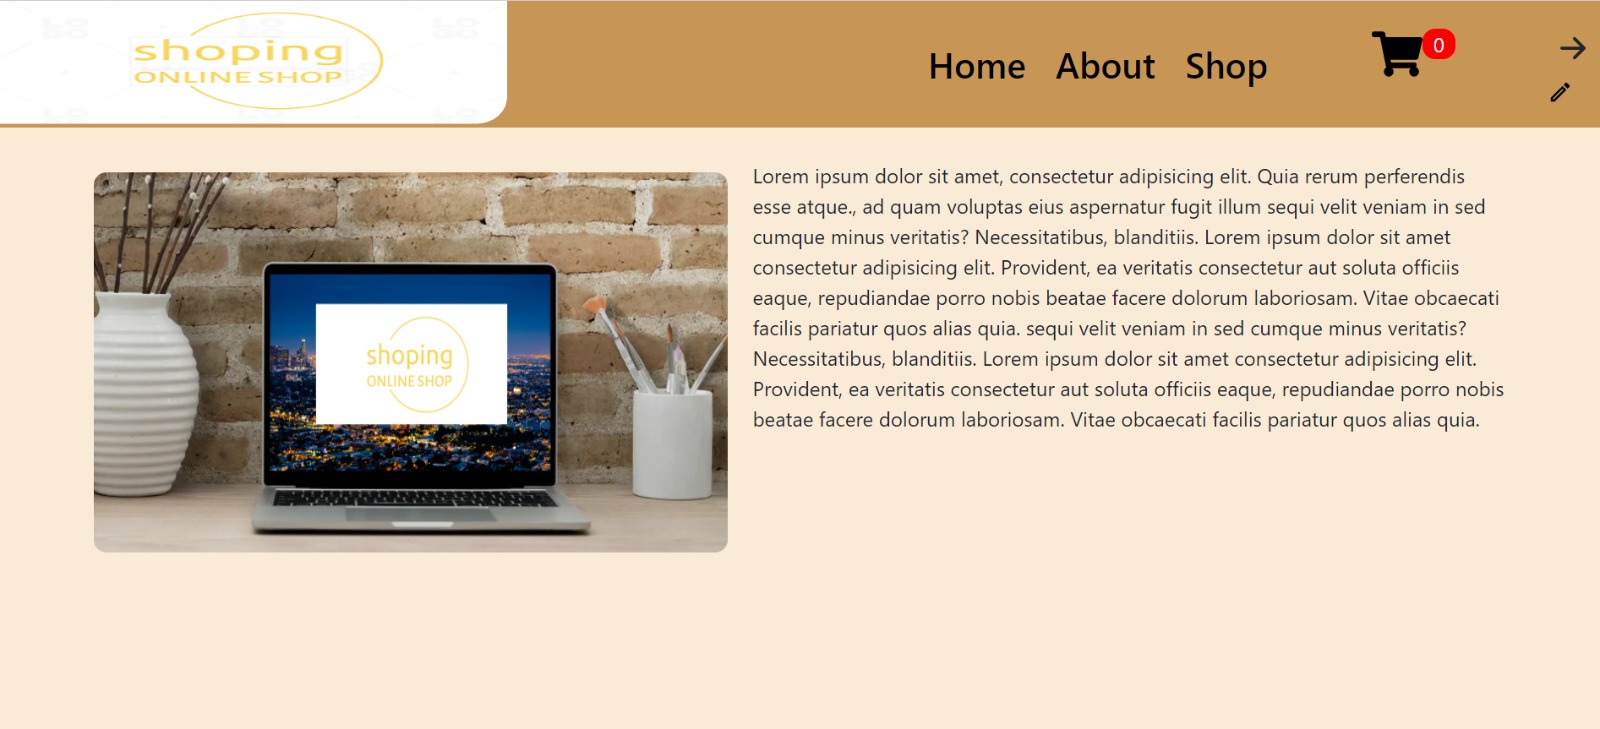 shoping
ONLINE SHOP
Home About Shop
0
Lorem ipsum dolor sit amet, consectetur adipisicing elit. Quia rerum perferendis
esse atque., ad quam voluptas eius aspernatur fugit illum sequi velit veniam in sed
cumque minus veritatis? Necessitatibus, blanditiis. Lorem ipsum dolor sit amet
consectetur adipisicing elit. Provident, ea veritatis consectetur aut soluta officiis
eaque, repudiandae porro nobis beatae facere dolorum laboriosam. Vitae obcaecati
facilis pariatur quos alias quia. sequi velit veniam in sed cumque minus veritatis?
Necessitatibus, blanditiis. Lorem ipsum dolor sit amet consectetur adipisicing elit.
Provident, ea veritatis consectetur aut soluta officiis eaque, repudiandae porro nobis
beatae facere dolorum laboriosam. Vitae obcaecati facilis pariatur quos alias quia.
shoping
ONLINE SHOP